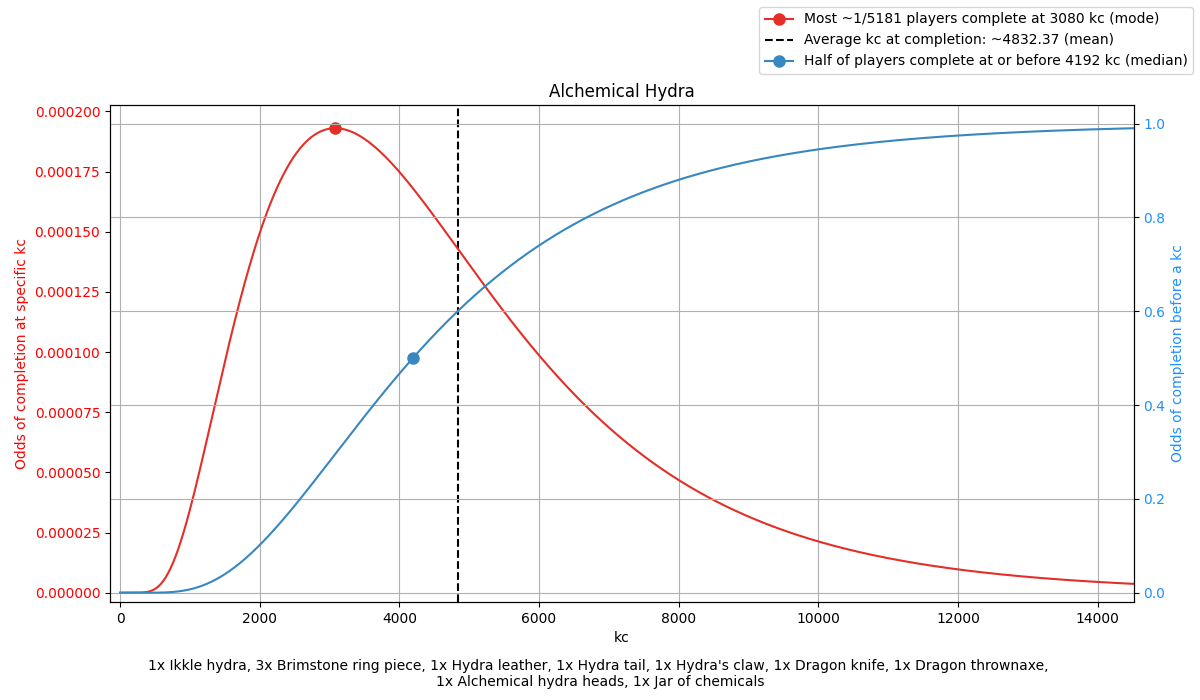 Most ~1/5181 players complete at 3080 kc (mode)
Average kc at completion: ~4832.37 (mean)
Half of players complete at or before 4192 kc (median)
Alchemical Hydra
0.000200
0.000175
0.000150
0.000125
0.000100
0.000075
0.000050
0.000025
0.000000
Odds of completion at specific kc
1.0
0.8
0.6
0.4
0.2
0.0
Odds of completion before a kc
0
2000
4000
6000
8000
10000
12000
14000
kc
1x Ikkle hydra, 3x Brimstone ring piece, 1x Hydra leather, 1x Hydra tail, 1x Hydra's claw, 1x Dragon knife, 1x Dragon thrownaxe,
1x Alchemical hydra heads, 1x Jar of chemicals